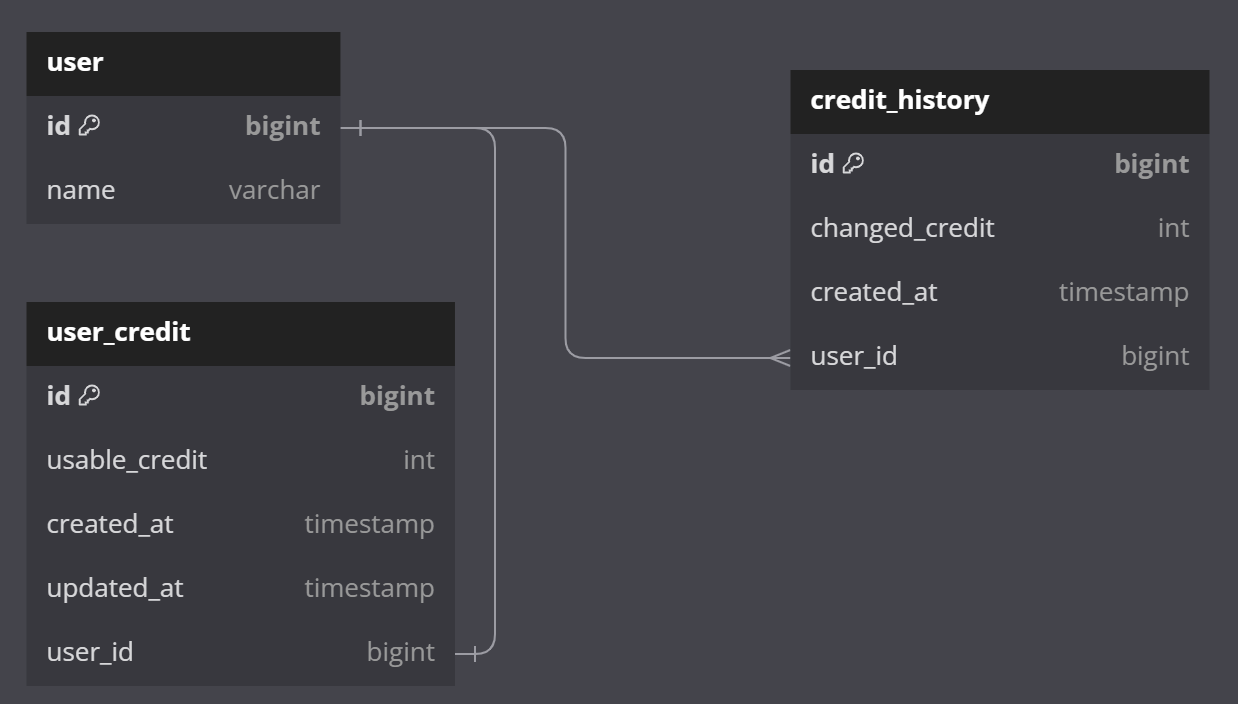 user
id bigint
name varchar
user_credit
id bigint
usable_credit int
created_at timestamp
updated_at timestamp
user_id bigint
credit_history
id bigint
changed_credit int
created_at timestamp
user_id bigint